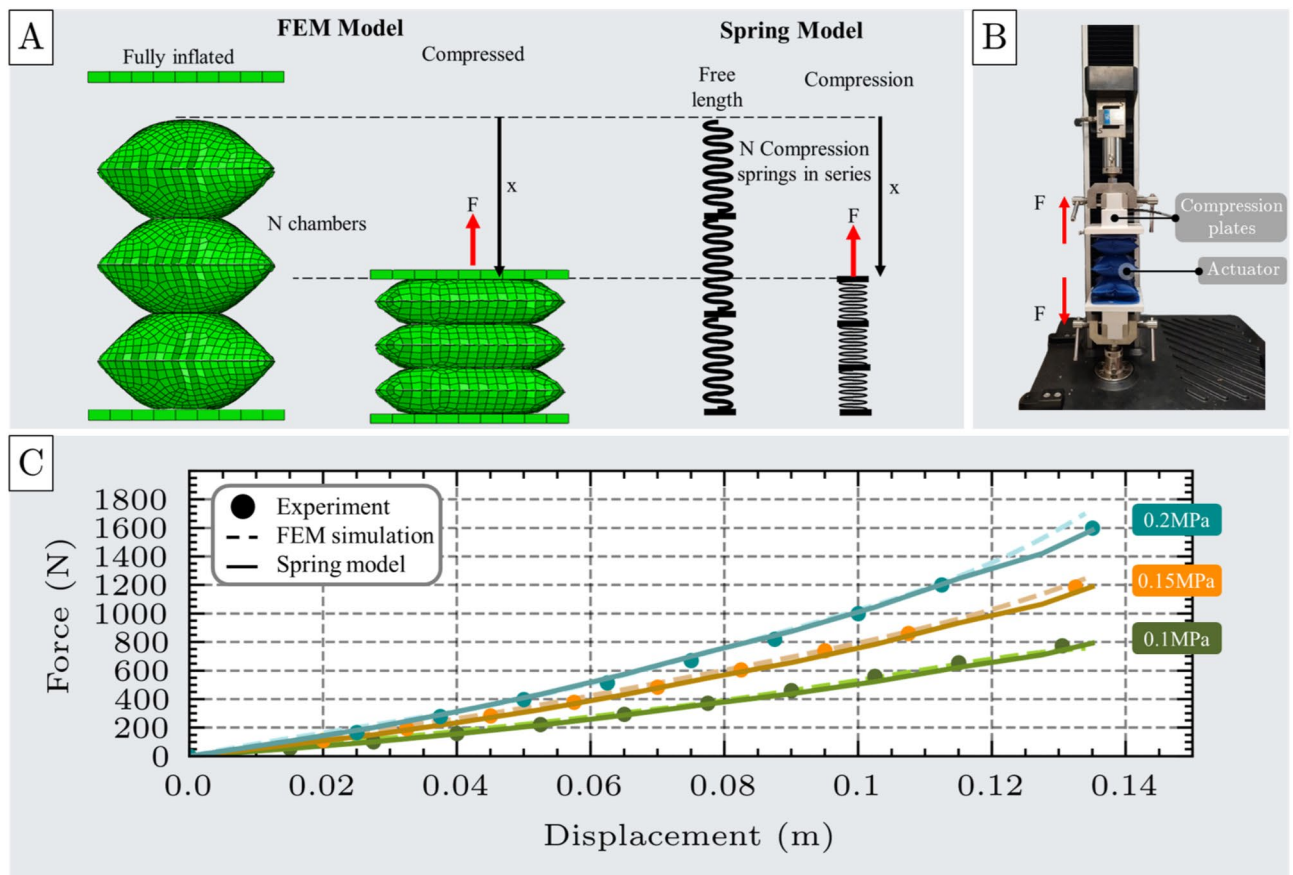 A
FEM Model
Fully inflated
Compressed
N chambers
F
x
Spring Model
Free
length
Compression
N Compression
springs in series
F
x
B
F
F
Compression
plates
Actuator
C
Force (N)
1800
1600
1400
1200
1000
800
600
400
200
0
Experiment
FEM simulation
Spring model
0.2MPa
0.15MPa
0.1MPa
0.0
0.02
0.04
0.06
0.08
0.1
0.12
0.14
Displacement (m)